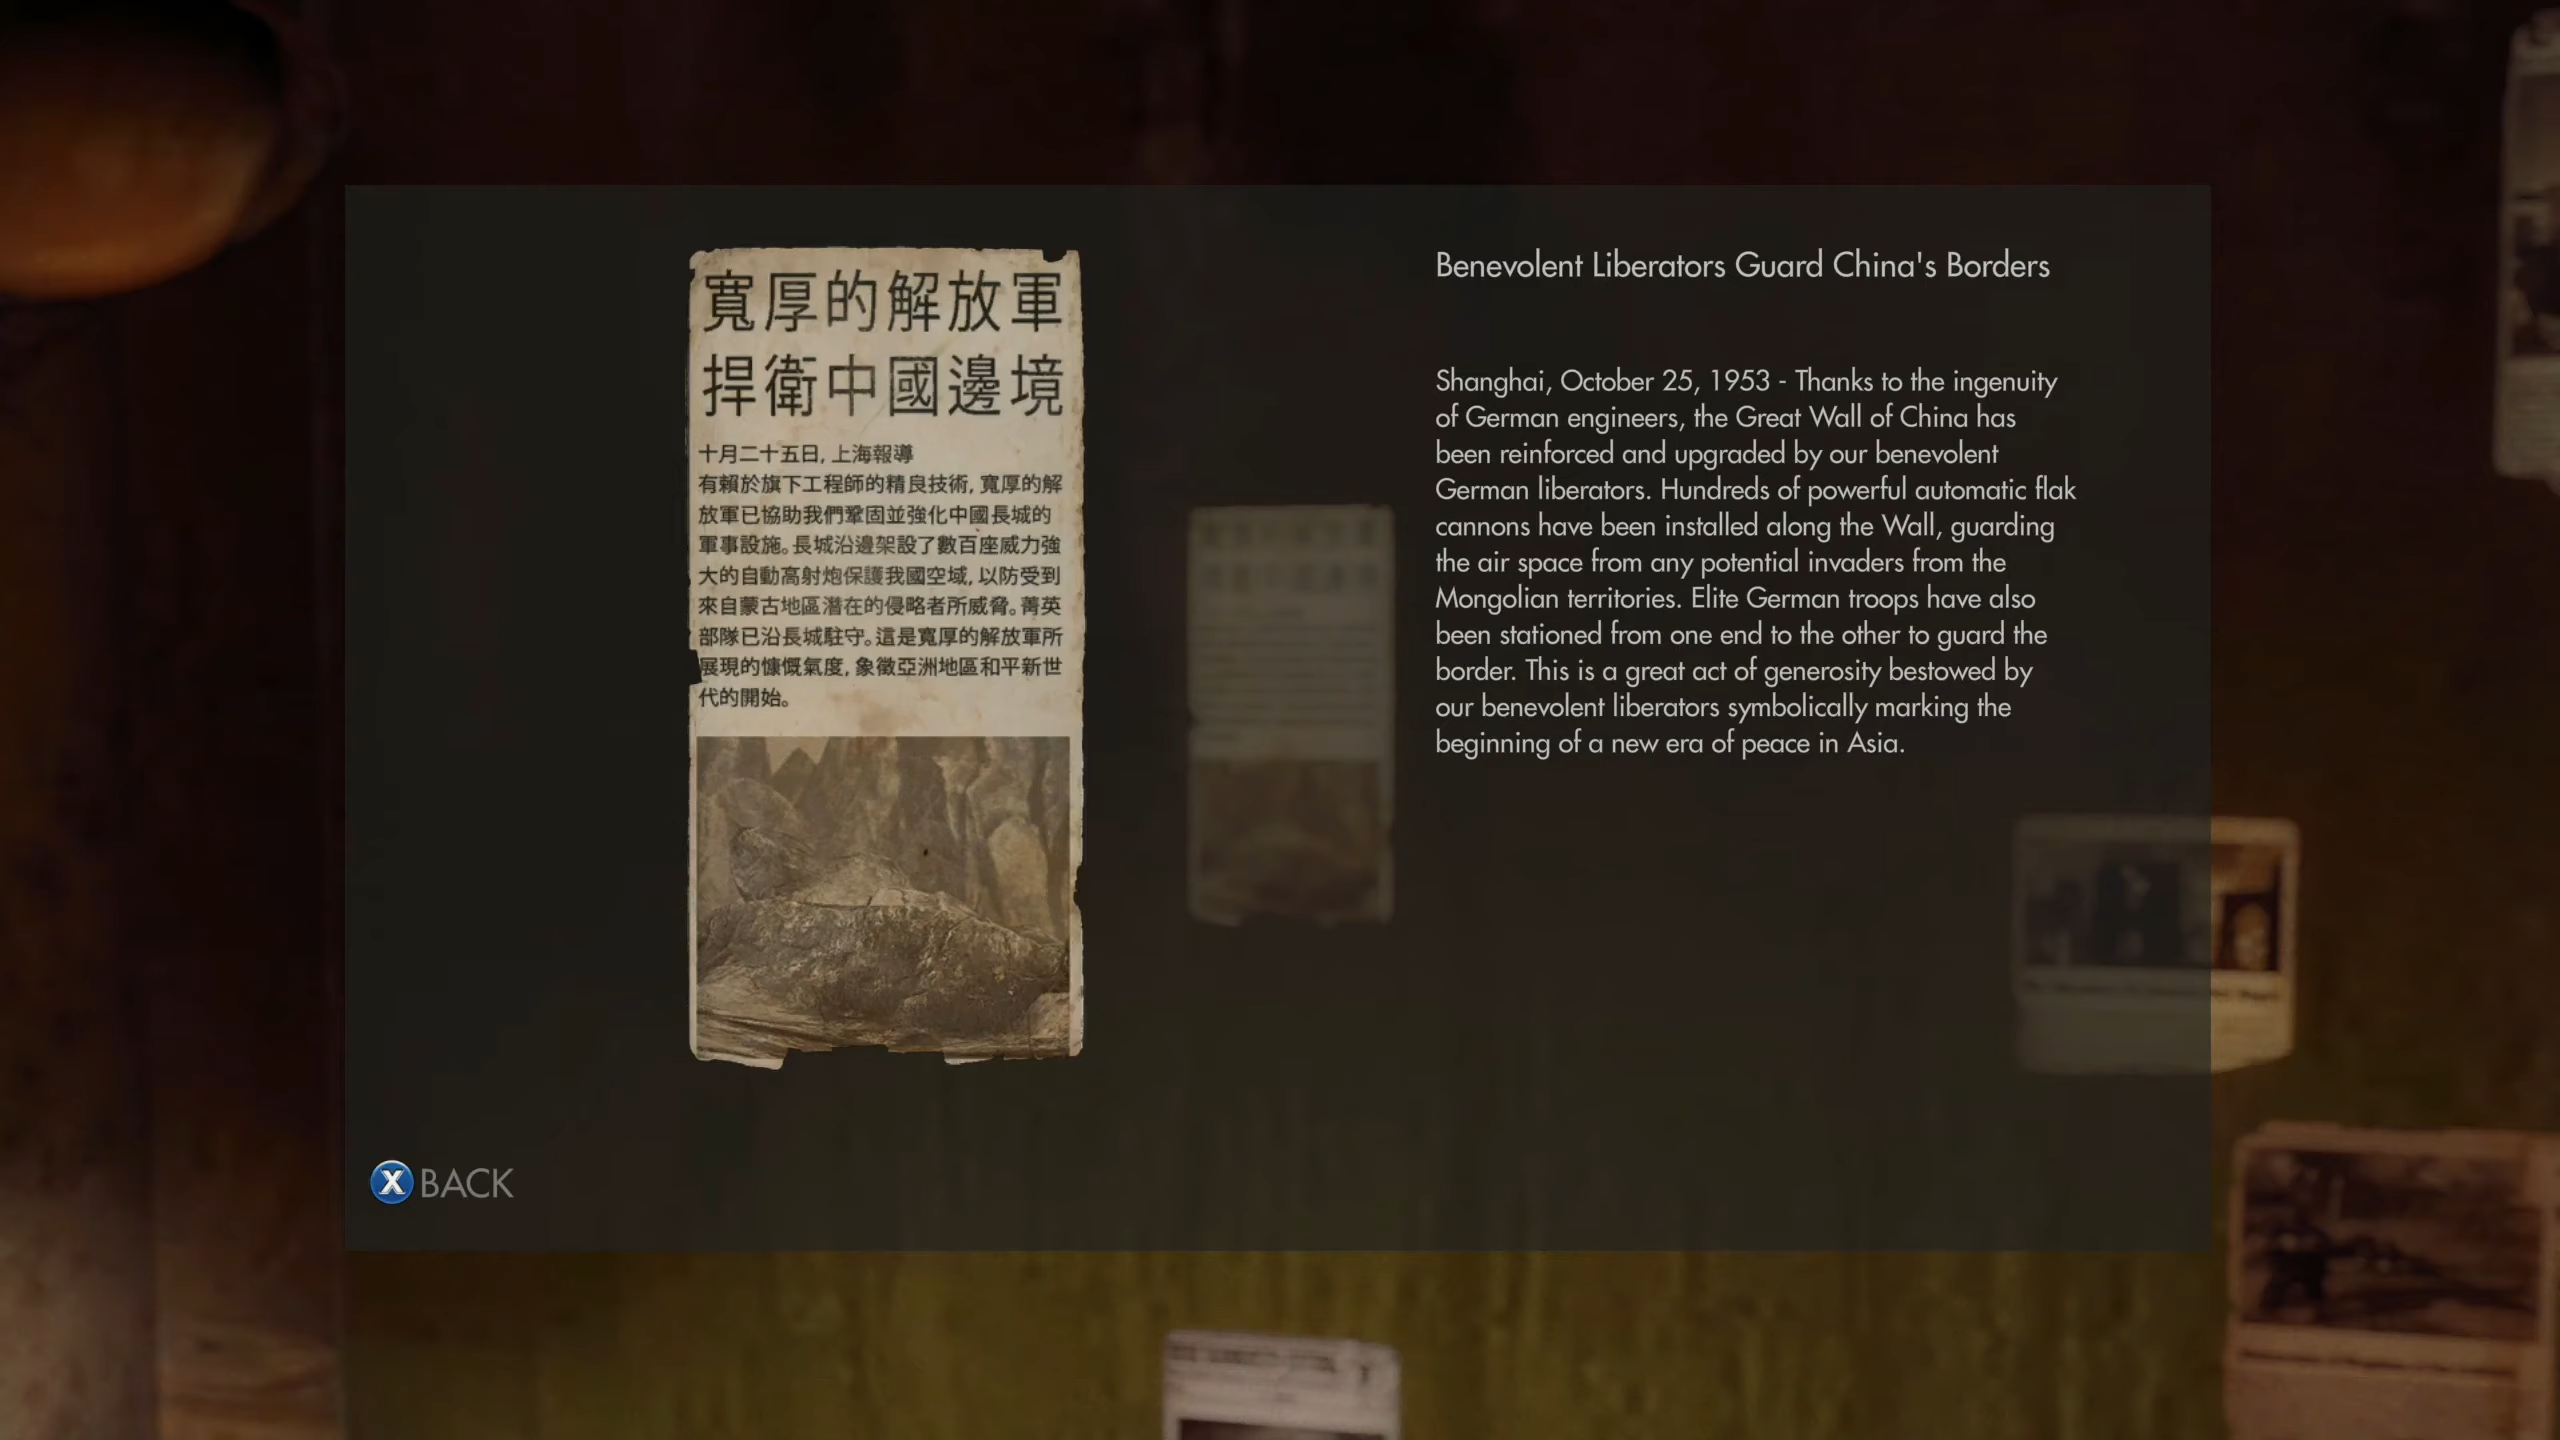 寬厚的解放軍
捍衛中國邊境
十月二十五日, 上海報導
有賴於旗下工程師的精良技術, 寬厚的解
放軍已協助我們鞏固並強化中國長城的
軍事設施。長城沿邊架設了數百座威力強
大的自動高射炮保護我國空域, 以防受到
來自蒙古地區潛在的侵略者所威脅。菁英
部隊已沿長城駐守。這是寬厚的解放軍所
展現的慷慨氣度, 象徵亞洲地區和平新世
代的開始。
Benevolent Liberators Guard China's Borders
Shanghai, October 25, 1953 - Thanks to the ingenuity
of German engineers, the Great Wall of China has
been reinforced and upgraded by our benevolent
German liberators. Hundreds of powerful automatic flak
cannons have been installed along the Wall, guarding
the air space from any potential invaders from the
Mongolian territories. Elite German troops have also
been stationed from one end to the other to guard the
border. This is a great act of generosity bestowed by
our benevolent liberators symbolically marking the
beginning of a new era of peace in Asia.
X BACK